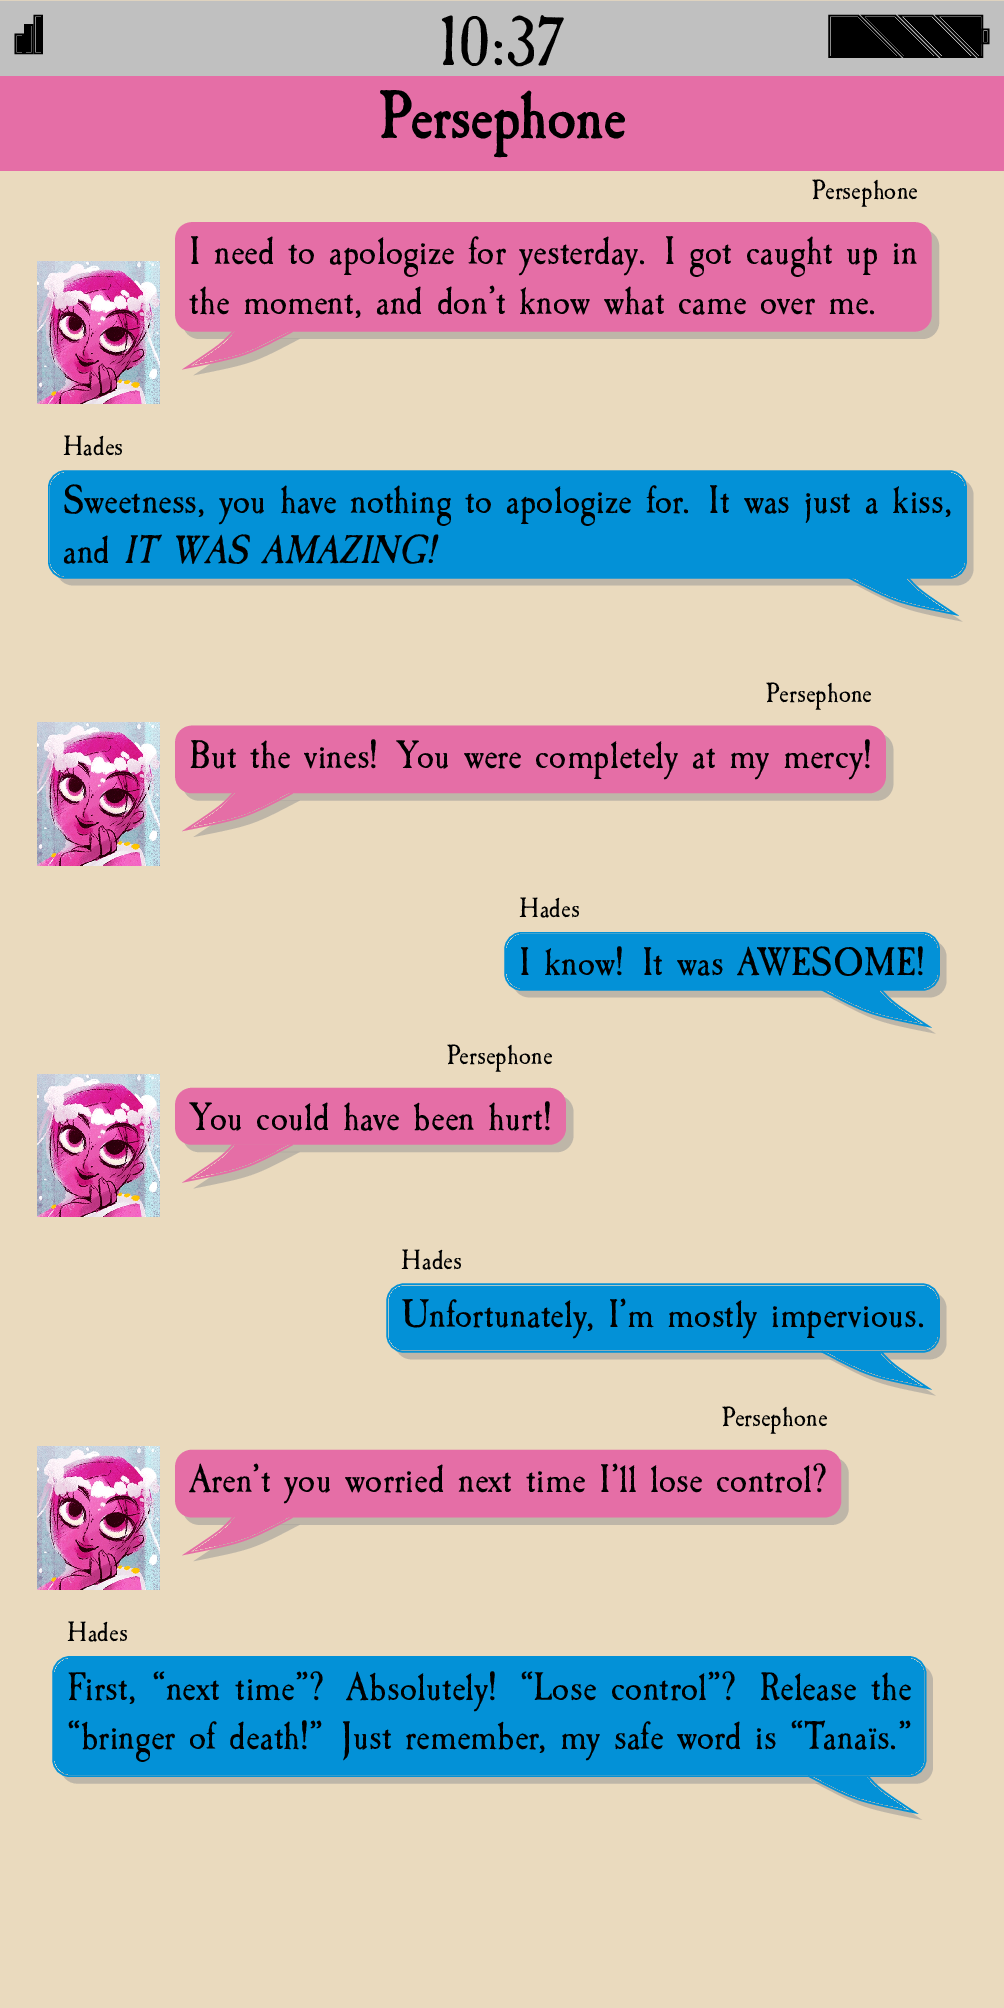 10:37
Persephone
Persephone
I need to apologize for yesterday. I got caught up in
the moment, and don't know what came over me.
Hades
Sweetness, you have nothing to apologize for. It was just a kiss,
and IT WAS AMAZING!
Persephone
But the vines! You were completely at my mercy!
Hades
I know! It was AWESOME!
Persephone
You could have been hurt!
Hades
Unfortunately, I'm mostly impervious.
Persephone
Aren't you worried next time I'll lose control?
Hades
First, “next time”? Absolutely! “Lose control”? Release the
“bringer of death!” Just remember, my safe word is “Tanaïs.”